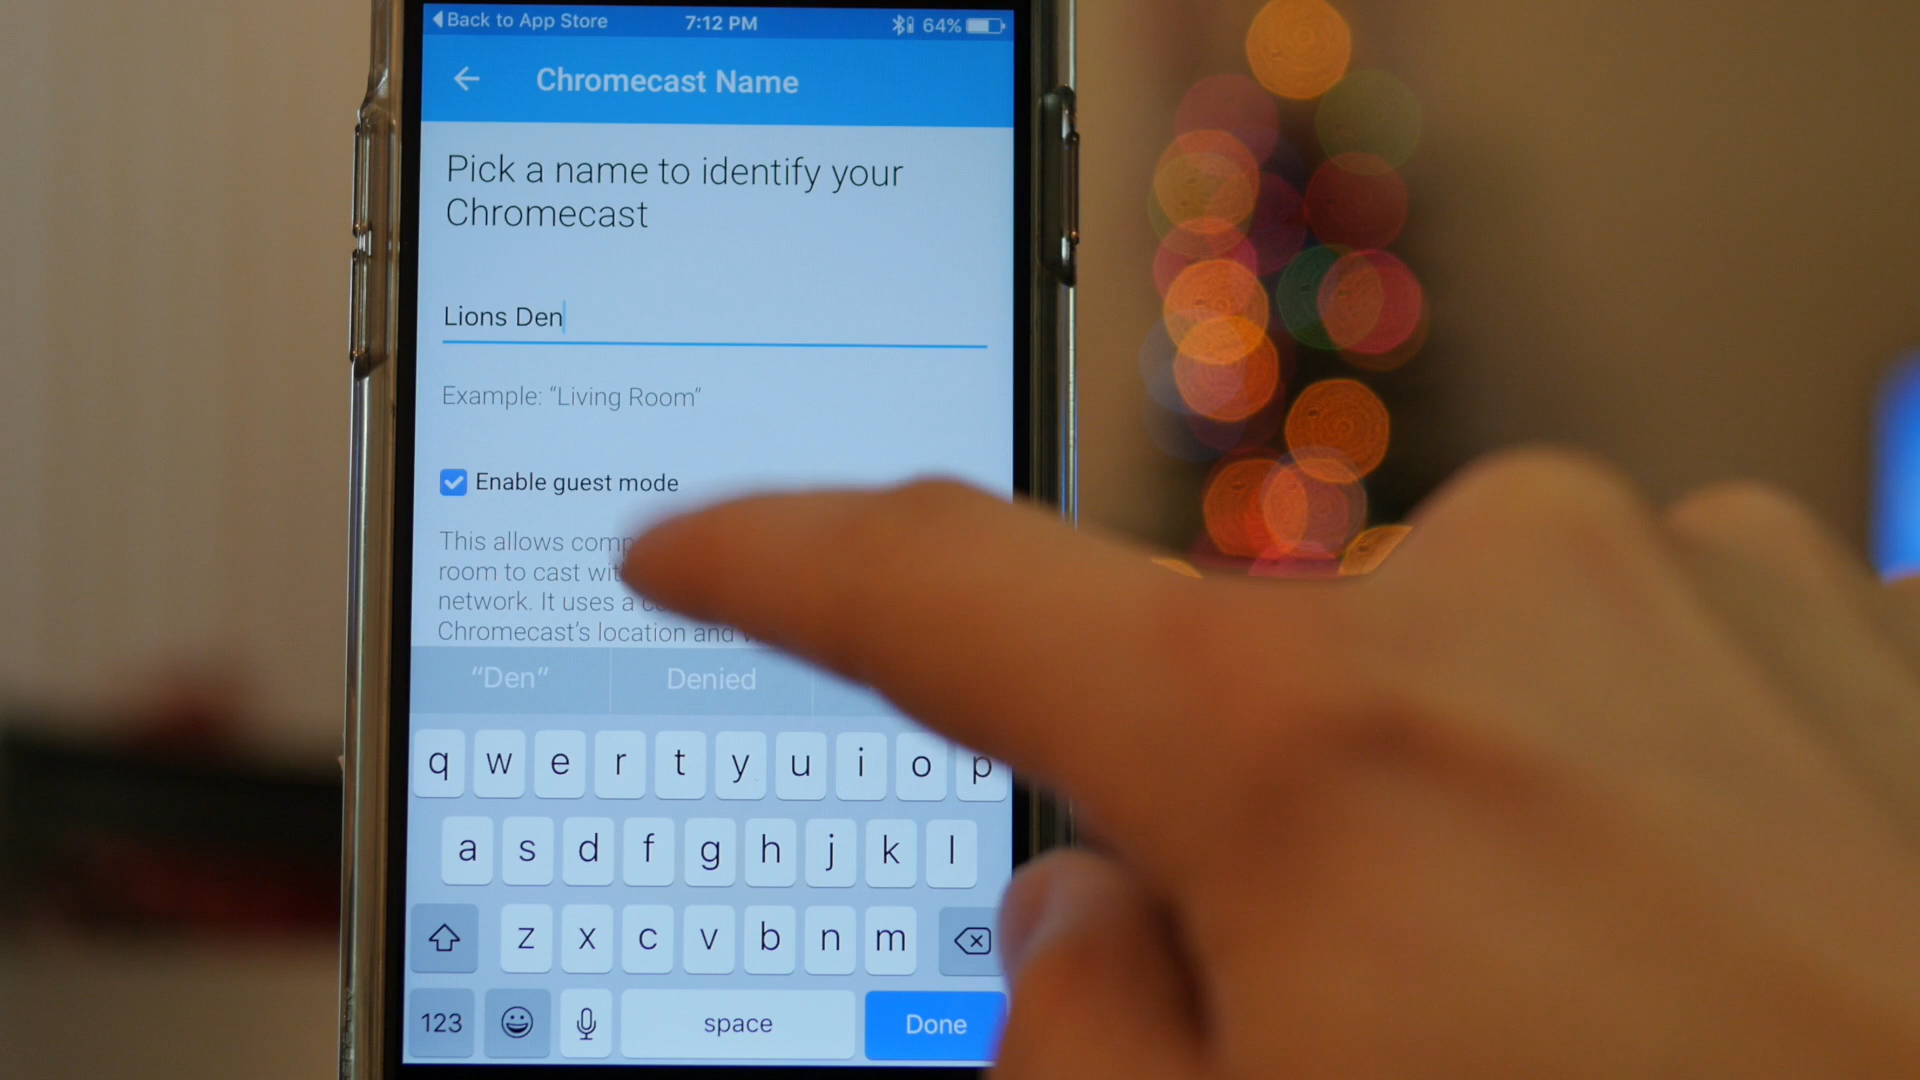 Back to App Store 7:12 PM 64%
Chromecast Name
Pick a name to identify your
Chromecast
Lions Den
Example: “Living Room”
Enable guest mode
This allows
room to cast
network. It uses a
Chromecast’s location and
“Den” Denied
q w e r t y u i o p
a s d f g h j k l
z x c v b n m
123 space Done